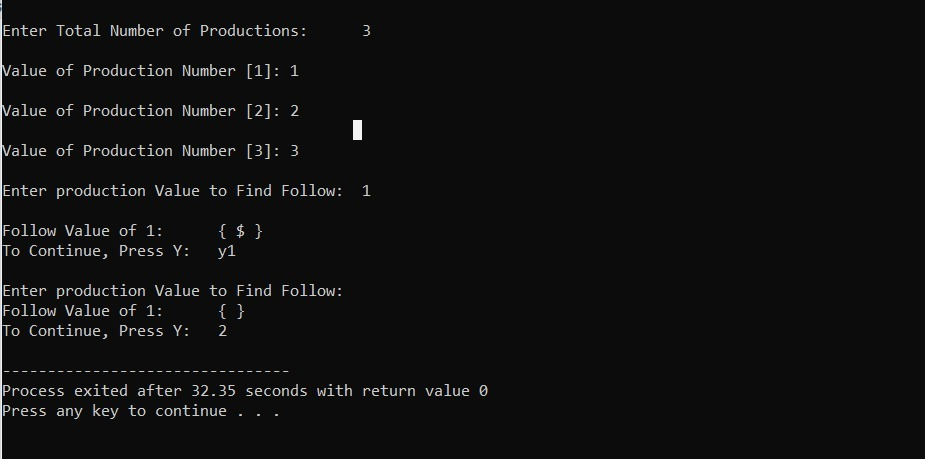 Enter Total Number of Productions:      3
Value of Production Number [1]: 1
Value of Production Number [2]: 2
Value of Production Number [3]: 3
Enter production Value to Find Follow:  1
Follow Value of 1:      { $ }
To Continue, Press Y:   y1
Enter production Value to Find Follow:
Follow Value of 1:      { }
To Continue, Press Y:   2
--------------------------------
Process exited after 32.35 seconds with return value 0
Press any key to continue . . .